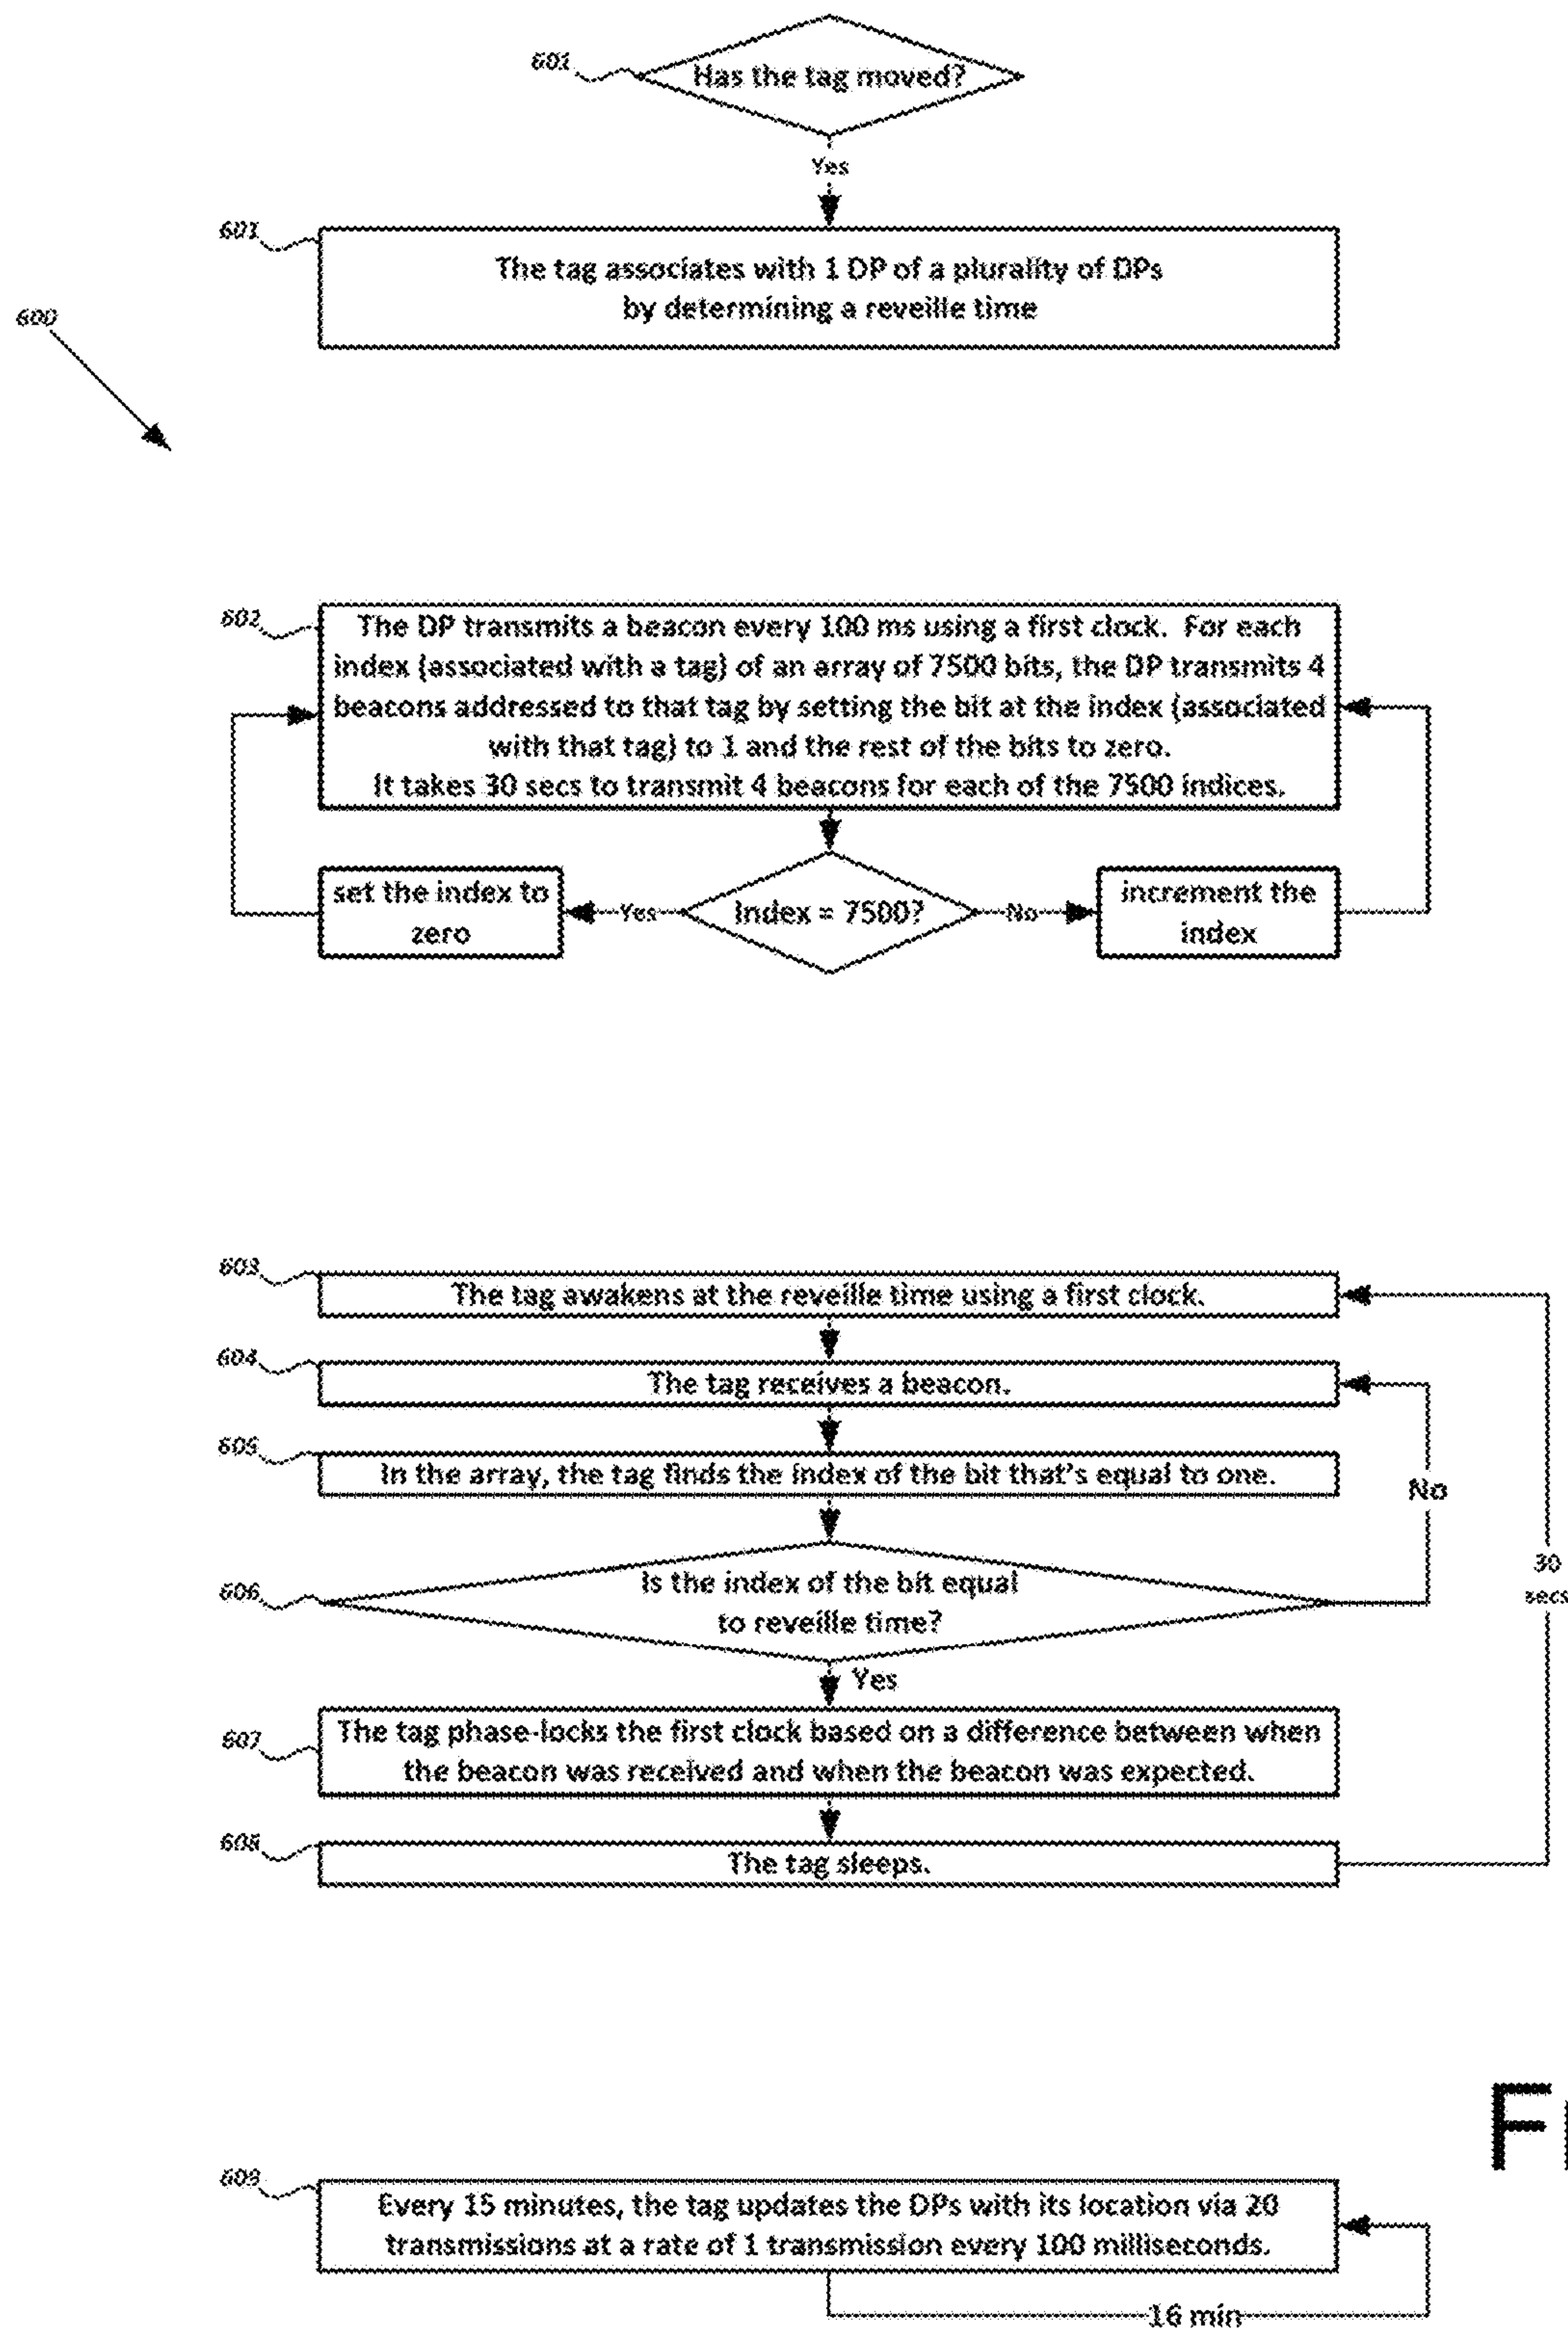 601
Has the tag moved?
Yes
601
The tag associates with 1 DP of a plurality of DPs
by determining a reveille time
600
602
The DP transmits a beacon every 100 ms using a first clock. For each
index (associated with a tag) of an array of 7500 bits, the DP transmits 4
beacons addressed to that tag by setting the bit at the index (associated
with that tag) to 1 and the rest of the bits to zero.
It takes 30 secs to transmit 4 beacons for each of the 7500 indices.
set the index to
zero
Yes
Index = 7500?
No
increment the
index
603
The tag awakens at the reveille time using a first clock.
604
The tag receives a beacon.
605
In the array, the tag finds the index of the bit that's equal to one.
No
606
Is the index of the bit equal
to reveille time?
30
secs
Yes
607
The tag phase-locks the first clock based on a difference between when
the beacon was received and when the beacon was expected.
608
The tag sleeps.
609
Every 15 minutes, the tag updates the DPs with its location via 20
transmissions at a rate of 1 transmission every 100 milliseconds.
16 min